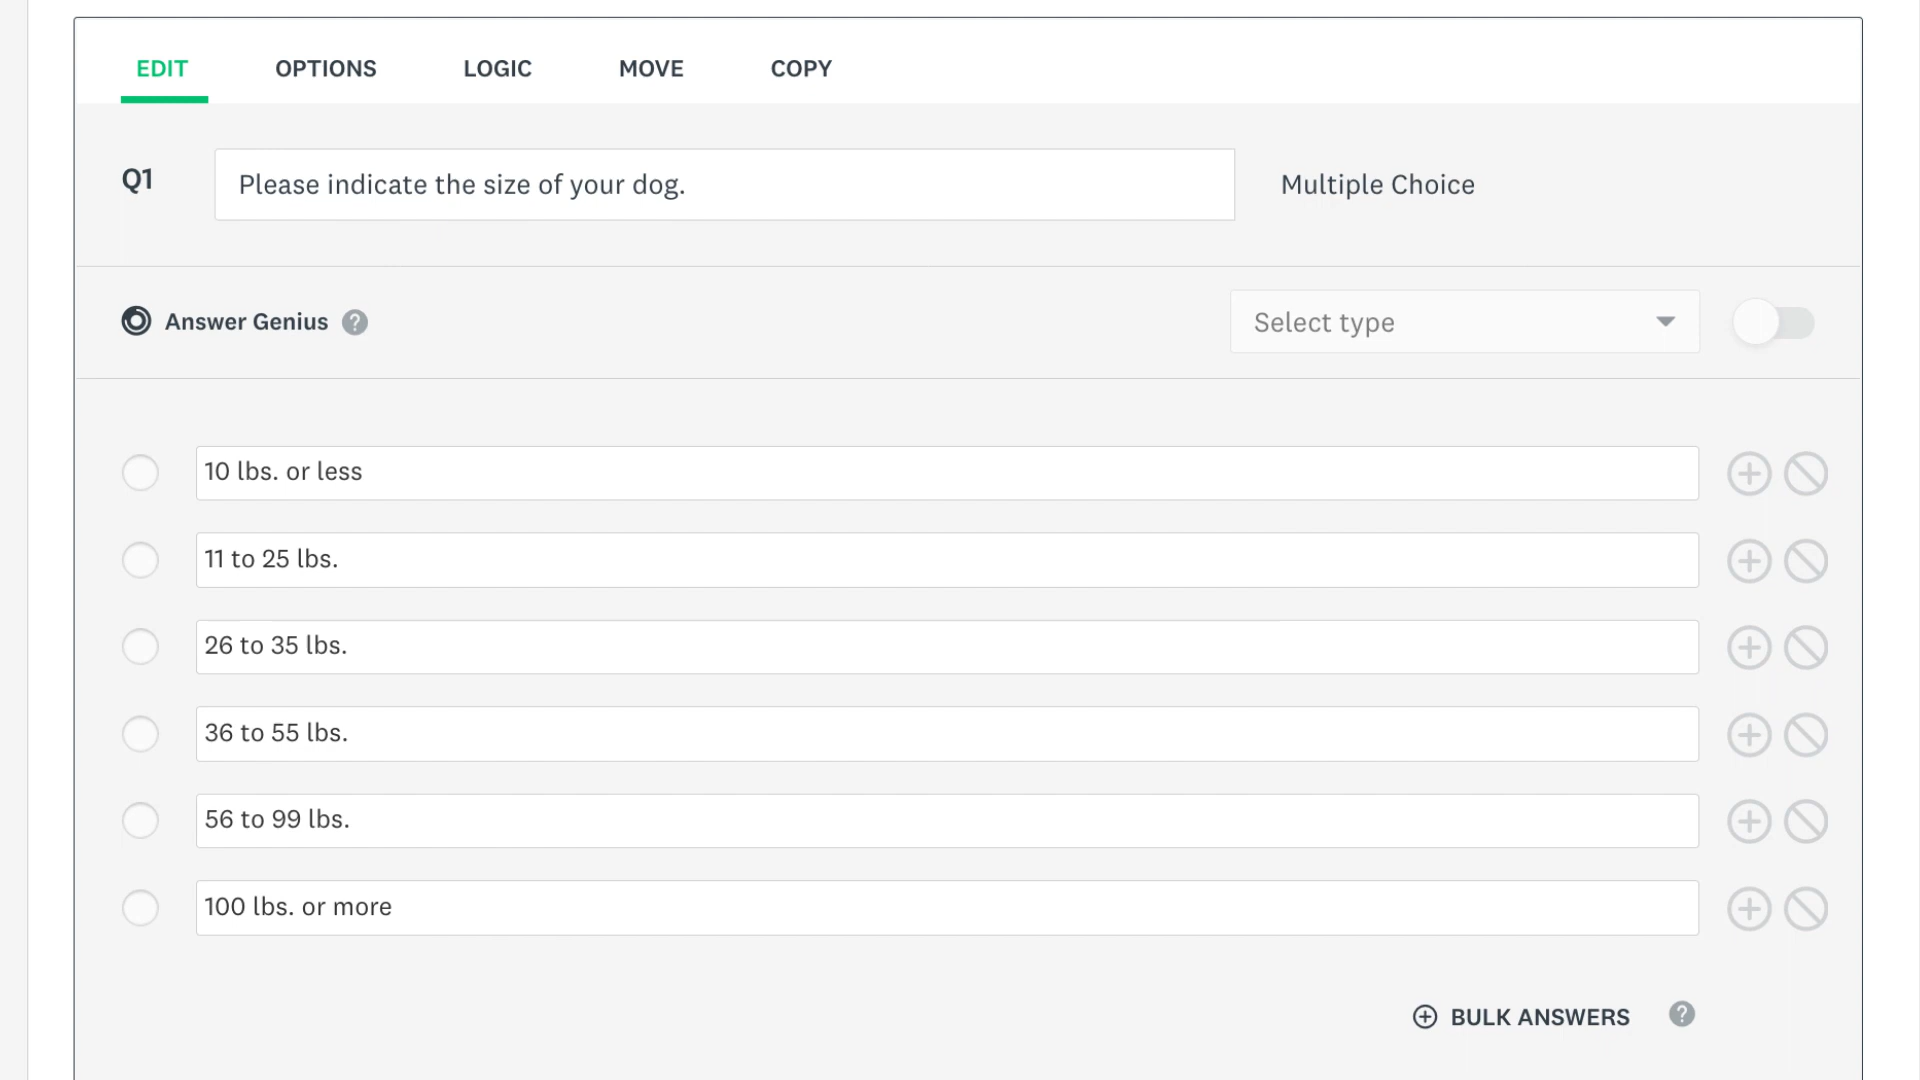 EDIT OPTIONS LOGIC MOVE COPY
Q1 Please indicate the size of your dog. Multiple Choice
Answer Genius ? Select type
10 lbs. or less
11 to 25 lbs.
26 to 35 lbs.
36 to 55 lbs.
56 to 99 lbs.
100 lbs. or more
BULK ANSWERS ?